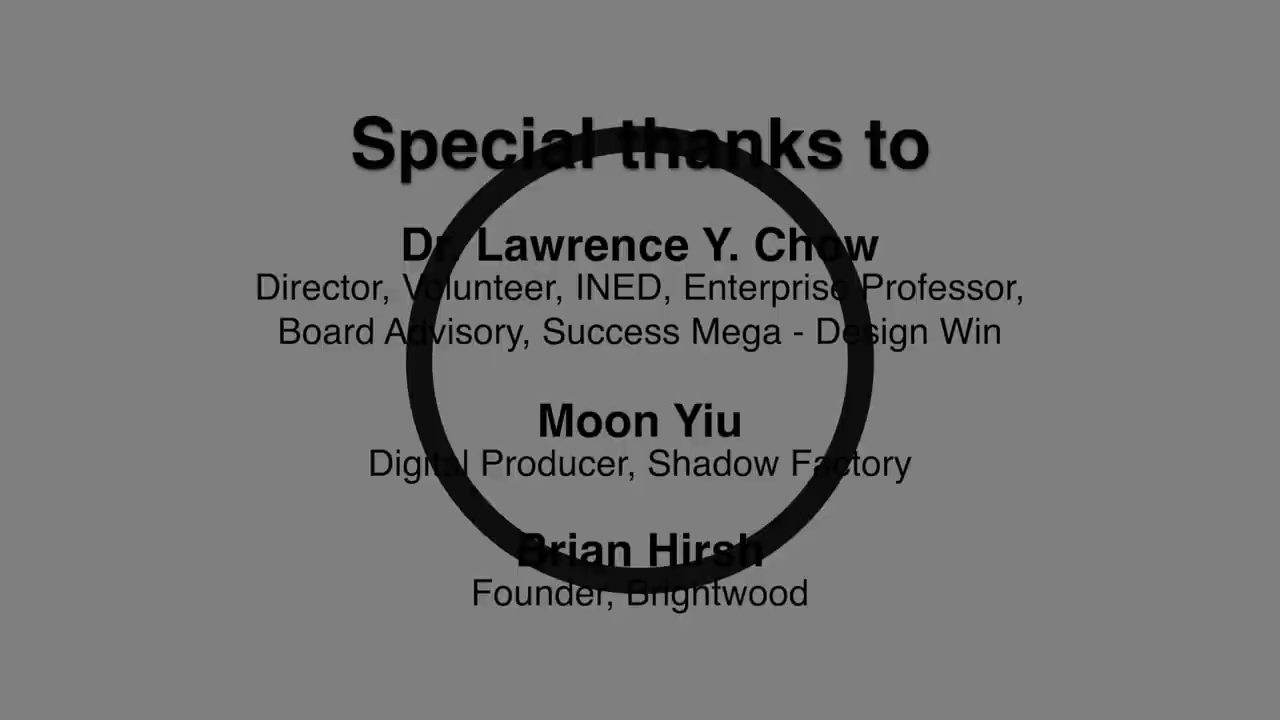 Special thanks to
Dr. Lawrence Y. Chow
Director, Volunteer, INED, Enterprise Professor,
Board Advisory, Success Mega - Design Win
Moon Yiu
Digital Producer, Shadow Factory
Brian Hirsh
Founder, Brightwood